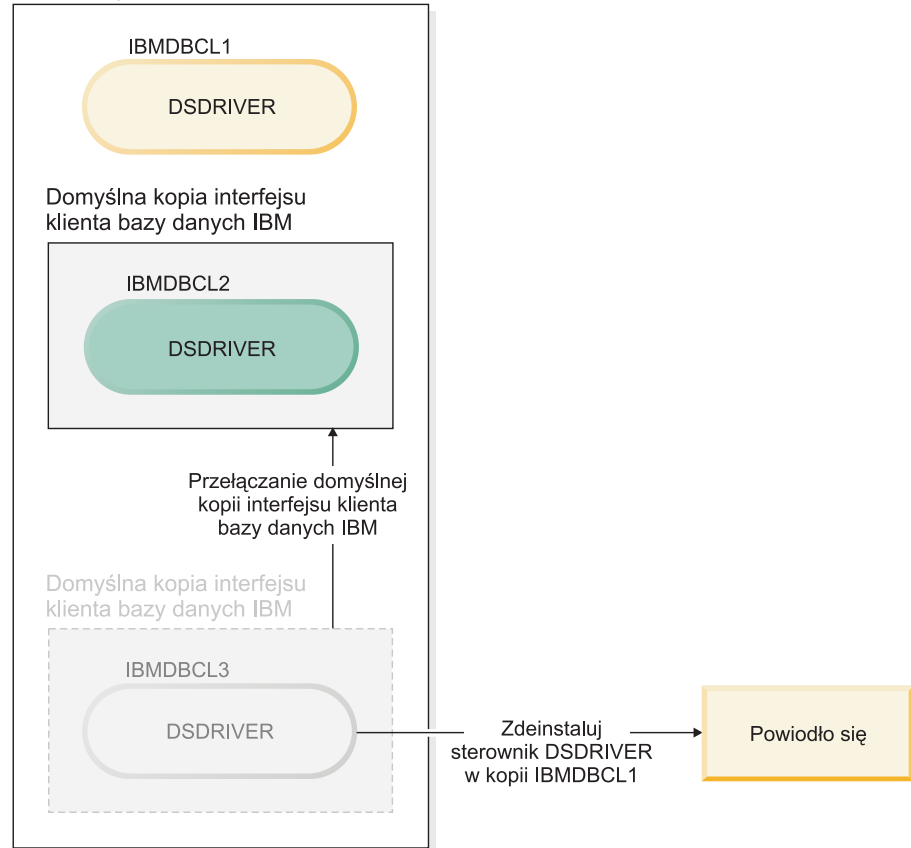 IBMDBCL1
DSDRIVER
Domyślna kopia interfejsu
klienta bazy danych IBM
IBMDBCL2
DSDRIVER
Przełączanie domyślnej
kopii interfejsu klienta
bazy danych IBM
Domyślna kopia interfejsu
klienta bazy danych IBM
IBMDBCL3
DSDRIVER
Zdeinstaluj
sterownik DSDRIVER
w kopii IBMDBCL1
Powiodło się